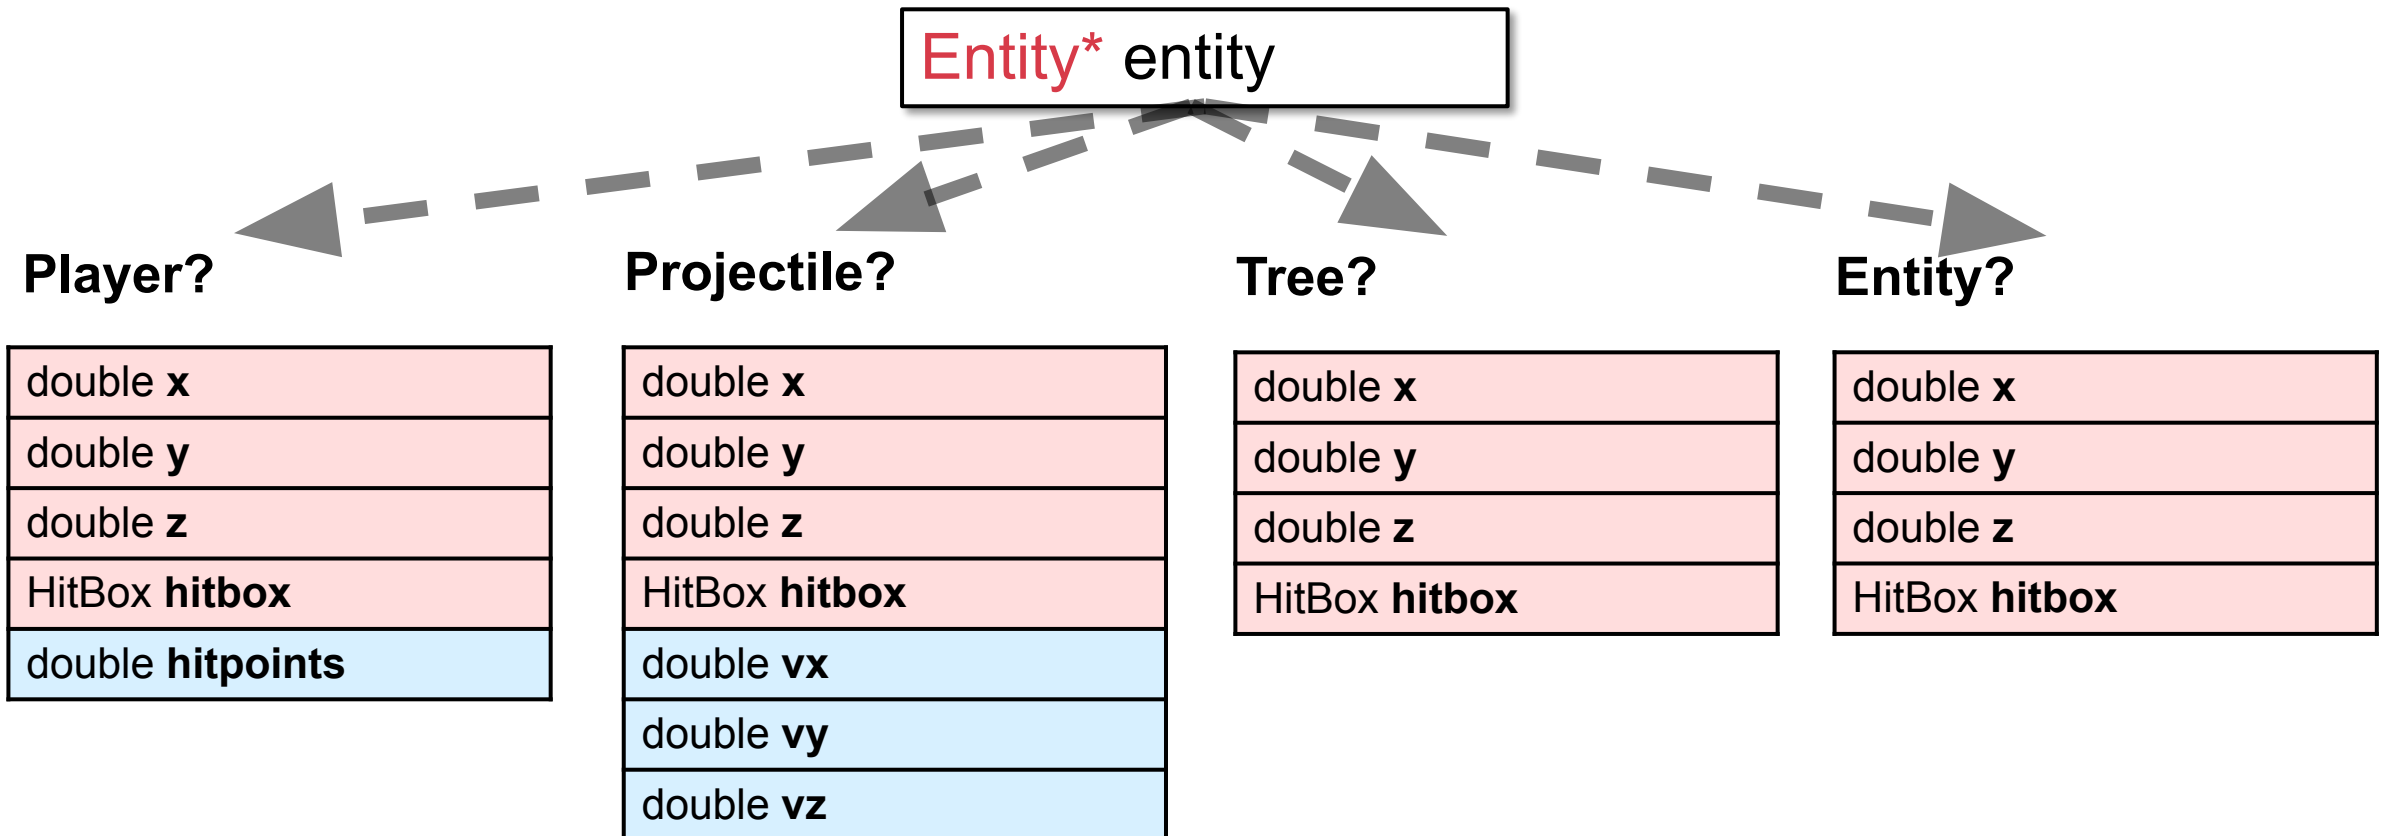 Entity* entity
Player?
double x
double y
double z
HitBox hitbox
double hitpoints
Projectile?
double x
double y
double z
HitBox hitbox
double vx
double vy
double vz
Tree?
double x
double y
double z
HitBox hitbox
Entity?
double x
double y
double z
HitBox hitbox